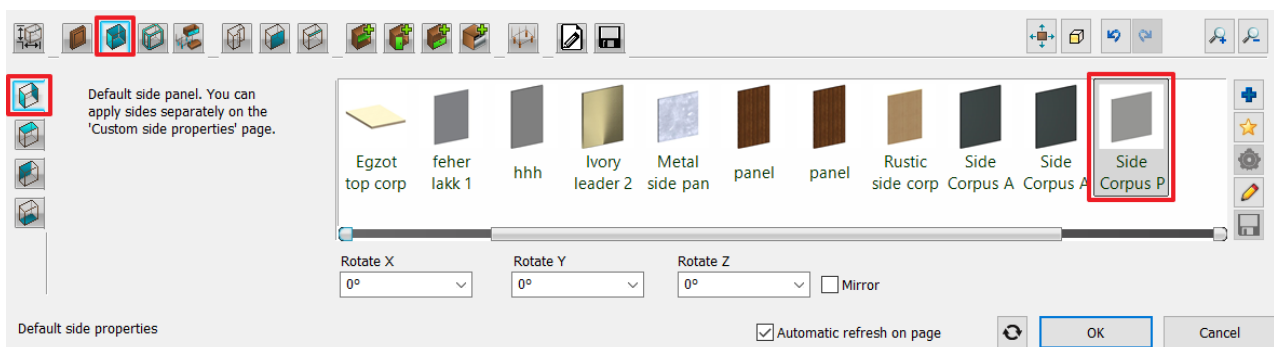 Default side panel. You can
apply sides separately on the
'Custom side properties' page.
Egzot
top corp
feher
lakk 1
hhh
Ivory
leader 2
Metal
side pan
panel
panel
Rustic
side corp
Side
Corpus A
Side
Corpus A
Side
Corpus P
Rotate X
Rotate Y
Rotate Z
0°
0°
0°
Mirror
Default side properties
Automatic refresh on page
OK
Cancel